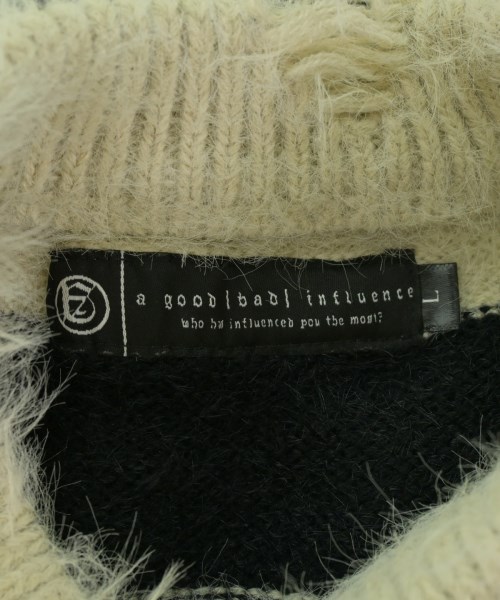 a good [bad] influence
who has influenced you the most?
L